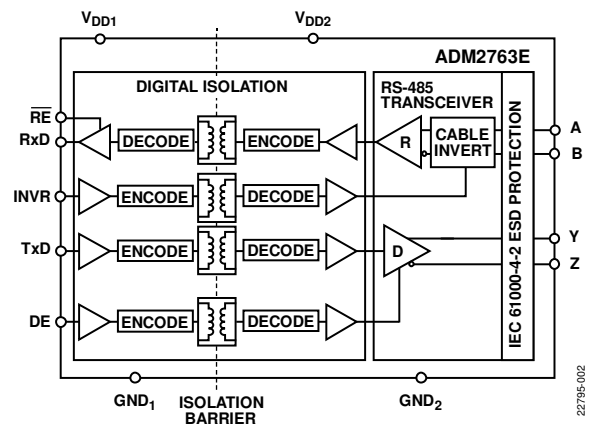 VDD1
VDD2
ADM2763E
DIGITAL ISOLATION
RS-485
TRANSCEIVER
RE
RxD
DECODE
ENCODE
R
CABLE
INVERT
A
B
INVR
ENCODE
DECODE
TxD
ENCODE
DECODE
D
Y
Z
DE
ENCODE
DECODE
IEC 61000-4-2 ESD PROTECTION
GND1
ISOLATION
BARRIER
GND2
22795-002